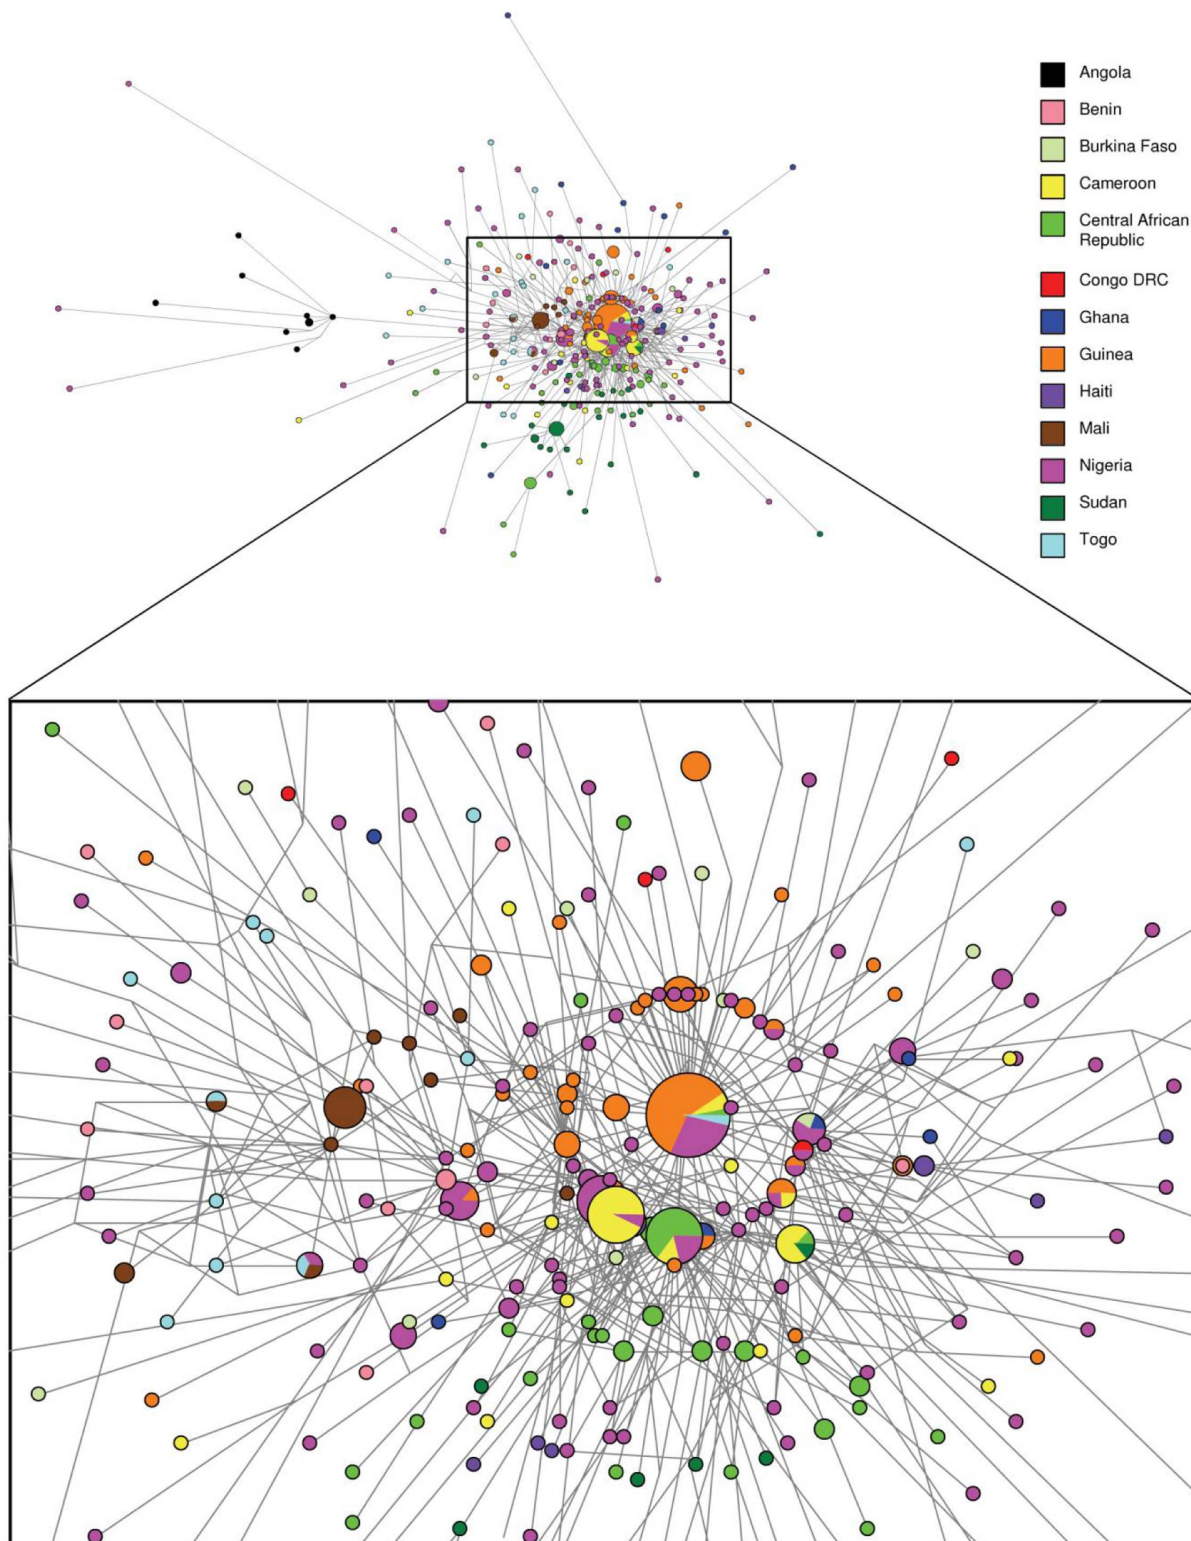 Angola
Benin
Burkina Faso
Cameroon
Central African
Republic
Congo DRC
Ghana
Guinea
Haiti
Mali
Nigeria
Sudan
Togo